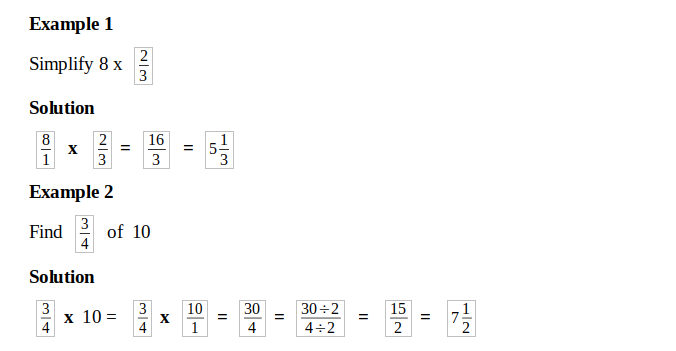 Example 1
Simplify 8 x 2/3
Solution
8/1 x 2/3 = 16/3 = 5 1/3
Example 2
Find 3/4 of 10
Solution
3/4 x 10 = 3/4 x 10/1 = 30/4 = 30÷2/4÷2 = 15/2 = 7 1/2